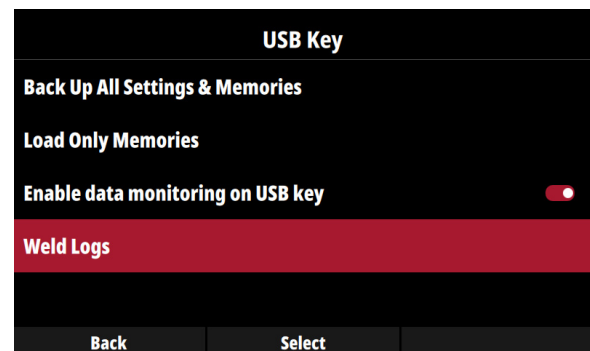 USB Key
Back Up All Settings & Memories
Load Only Memories
Enable data monitoring on USB key
Weld Logs
Back Select